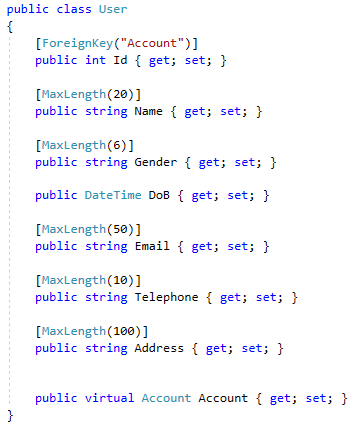 public class User
{
[ForeignKey("Account")]
public int Id { get; set; }
[MaxLength(20)]
public string Name { get; set; }
[MaxLength(6)]
public string Gender { get; set; }
public DateTime DoB { get; set; }
[MaxLength(50)]
public string Email { get; set; }
[MaxLength(10)]
public string Telephone { get; set; }
[MaxLength(100)]
public string Address { get; set; }
public virtual Account Account { get; set; }
}